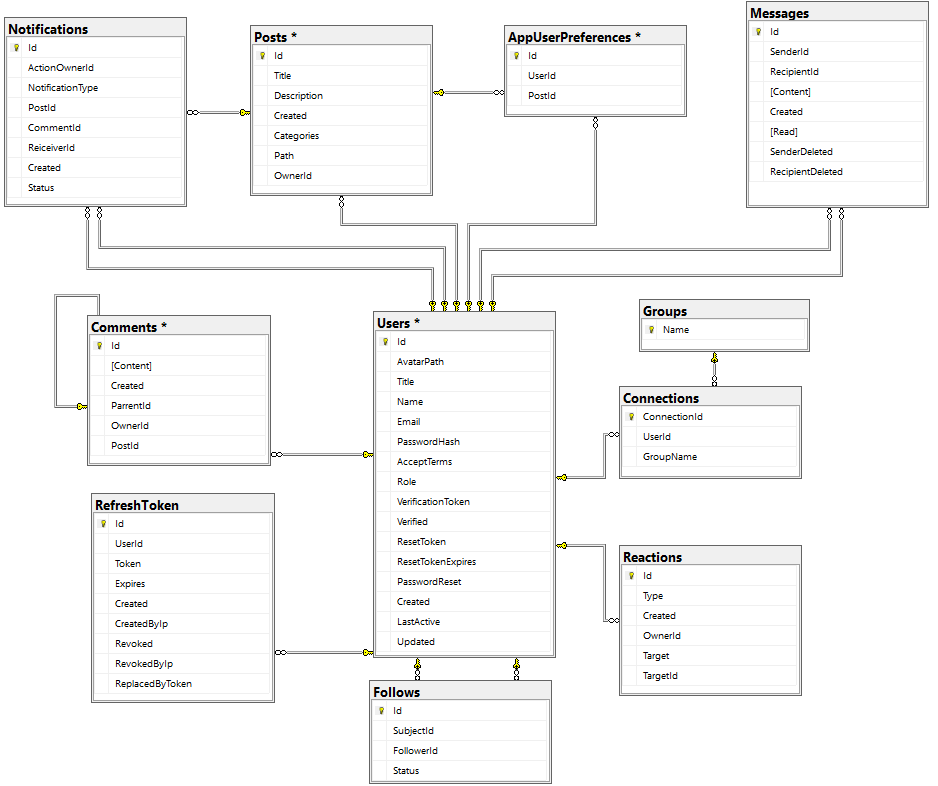 Notifications
Id
ActionOwnerId
NotificationType
PostId
CommentId
ReiceiverId
Created
Status
Posts *
Id
Title
Description
Created
Categories
Path
OwnerId
AppUserPreferences *
Id
UserId
PostId
Messages
Id
SenderId
RecipientId
[Content]
Created
[Read]
SenderDeleted
RecipientDeleted
Comments *
Id
[Content]
Created
ParrentId
OwnerId
PostId
Users *
Id
AvatarPath
Title
Name
Email
PasswordHash
AcceptTerms
Role
VerificationToken
Verified
ResetToken
ResetTokenExpires
PasswordReset
Created
LastActive
Updated
Groups
Name
Connections
ConnectionId
UserId
GroupName
RefreshToken
Id
UserId
Token
Expires
Created
CreatedByIp
Revoked
RevokedByIp
ReplacedByToken
Reactions
Id
Type
Created
OwnerId
Target
TargetId
Follows
Id
SubjectId
FollowerId
Status